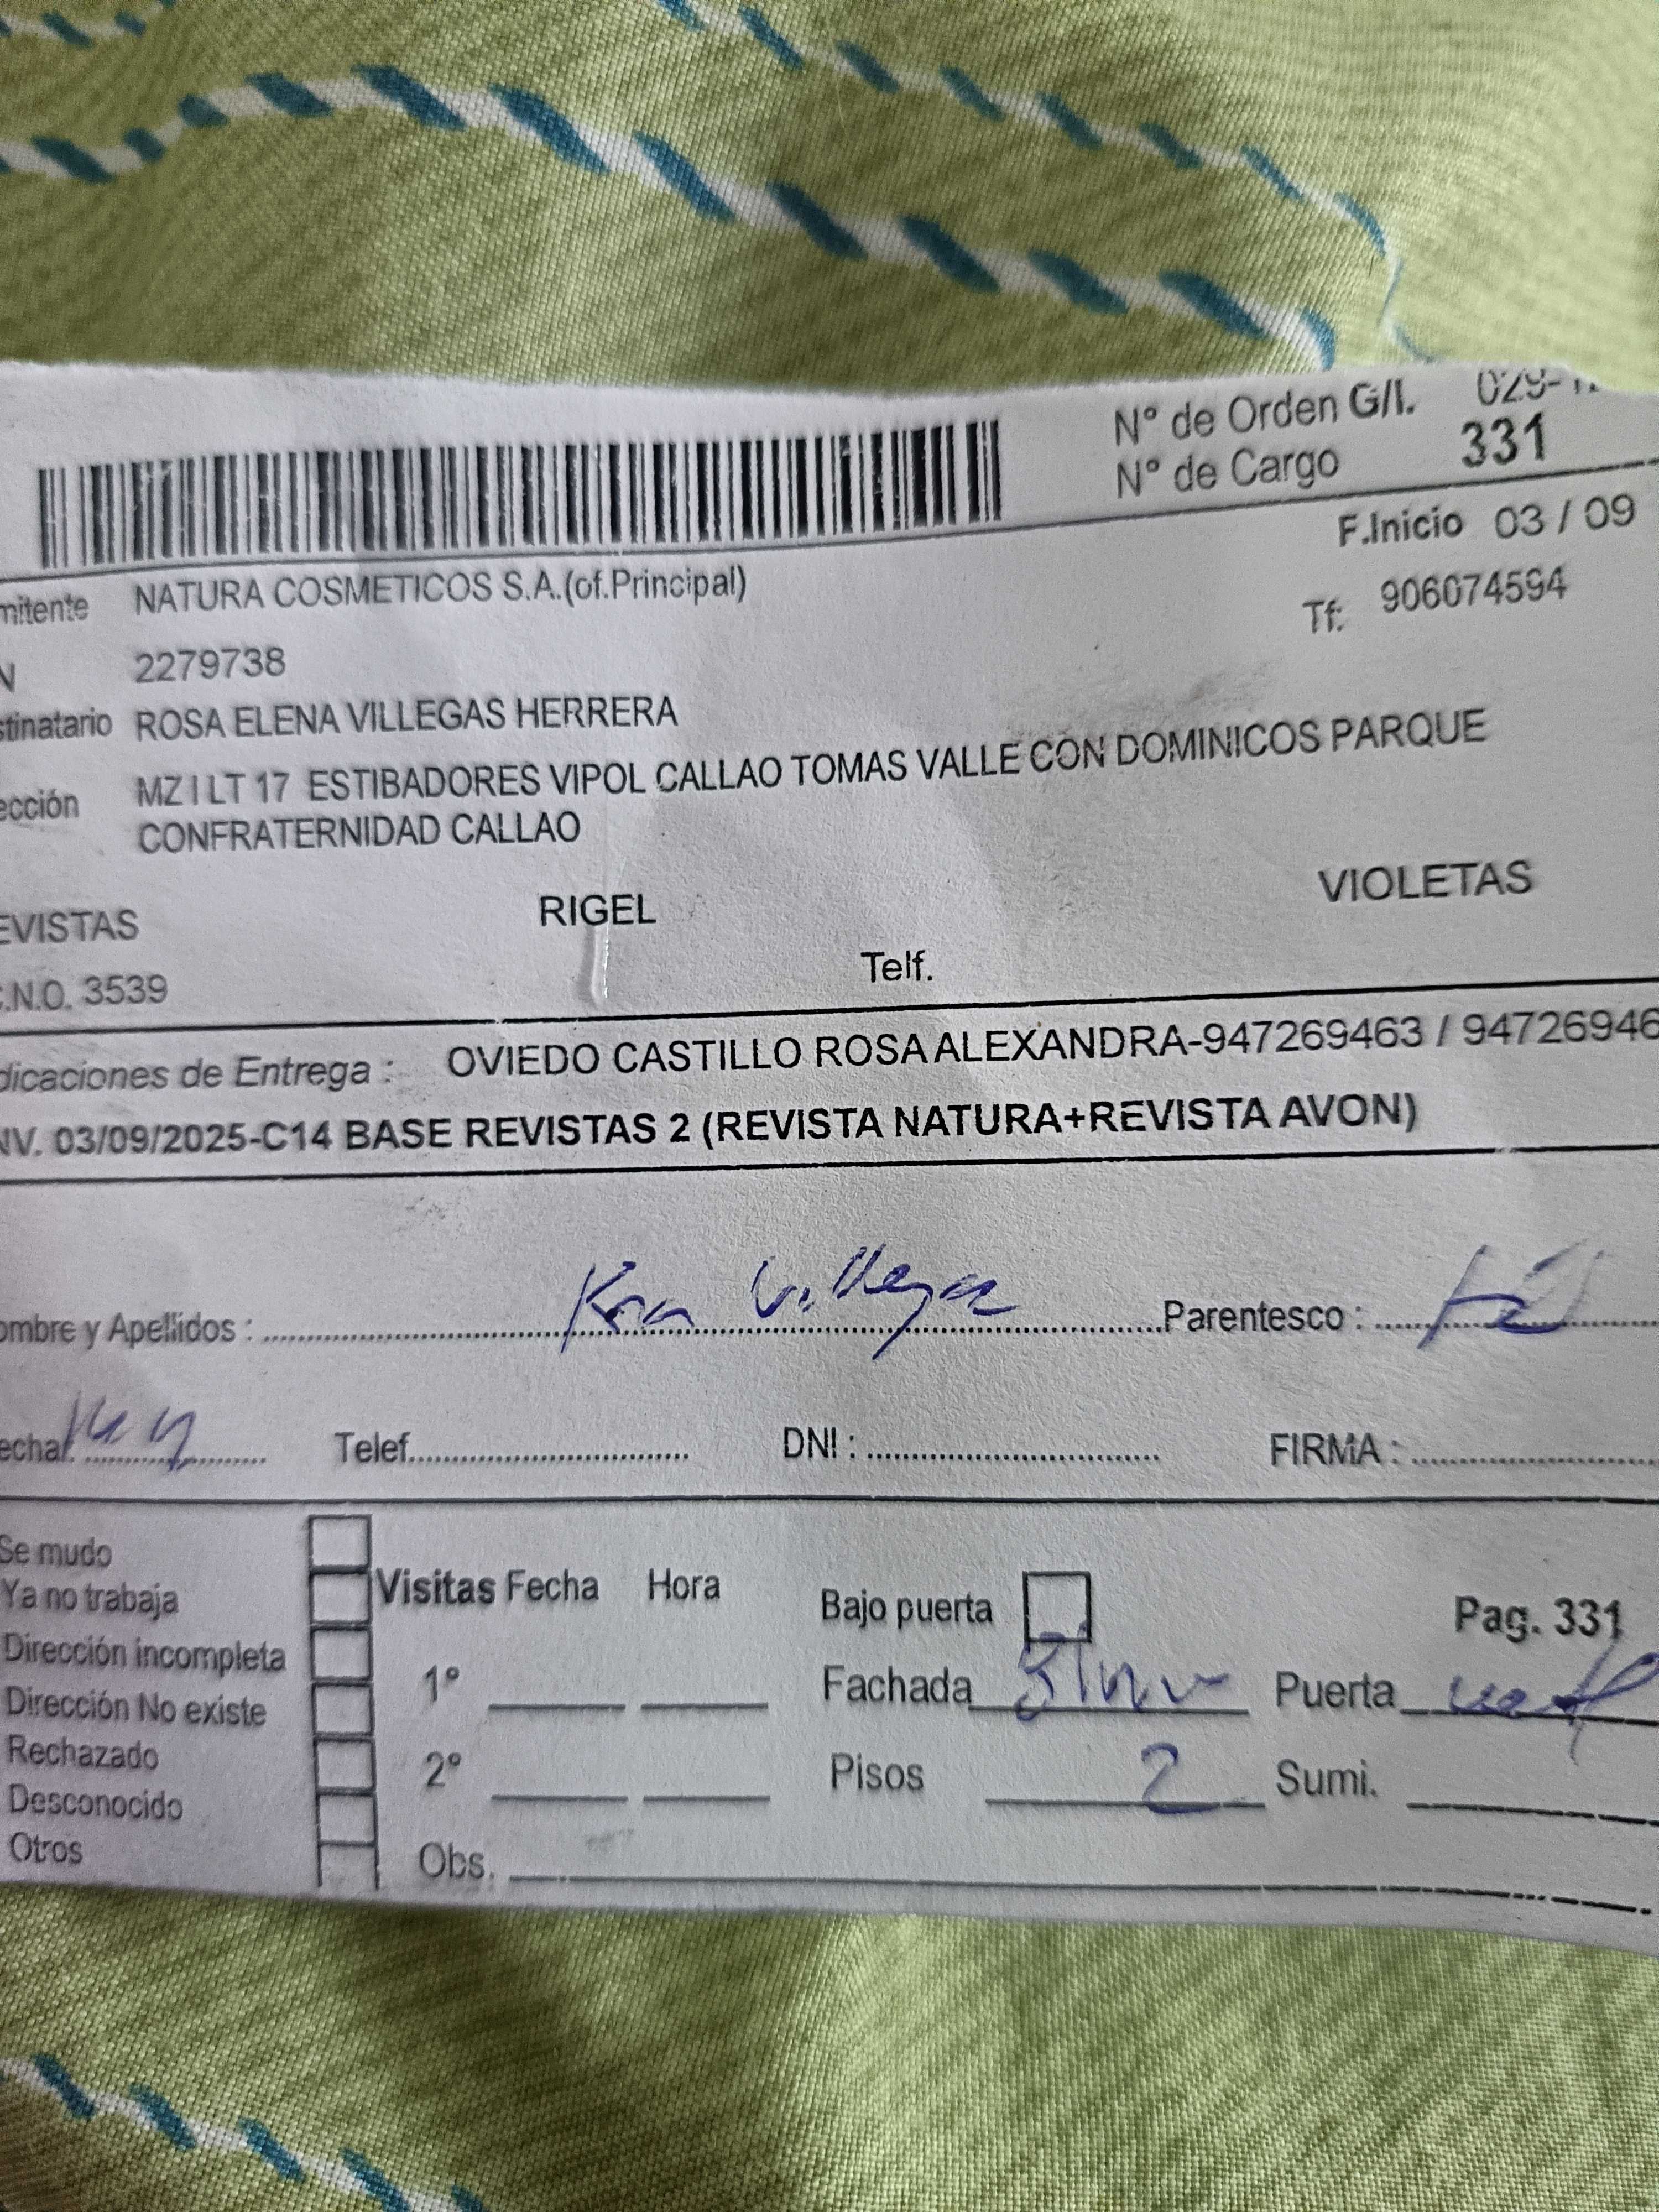 N° de Orden G/I. 029-1
N° de Cargo 331
F.Inicio 03 / 09
mitente NATURA COSMETICOS S.A.(of.Principal)
Tf: 906074594
N 2279738
stinatario ROSA ELENA VILLEGAS HERRERA
ección MZ I LT 17 ESTIBADORES VIPOL CALLAO TOMAS VALLE CON DOMINICOS PARQUE
CONFRATERNIDAD CALLAO
EVISTAS RIGEL VIOLETAS
.N.O. 3539 Telf.
dicaciones de Entrega : OVIEDO CASTILLO ROSA ALEXANDRA-947269463 / 94726946
NV. 03/09/2025-C14 BASE REVISTAS 2 (REVISTA NATURA+REVISTA AVON)
ombre y Apellidos : Villegas Parentesco :
echa: Telef. DNI : FIRMA :
Se mudo
Ya no trabaja
Dirección incompleta
Dirección No existe
Rechazado
Desconocido
Otros
Visitas Fecha Hora
1°
2°
Obs.
Bajo puerta Pag. 331
Fachada Puerta
Pisos 2 Sumi.